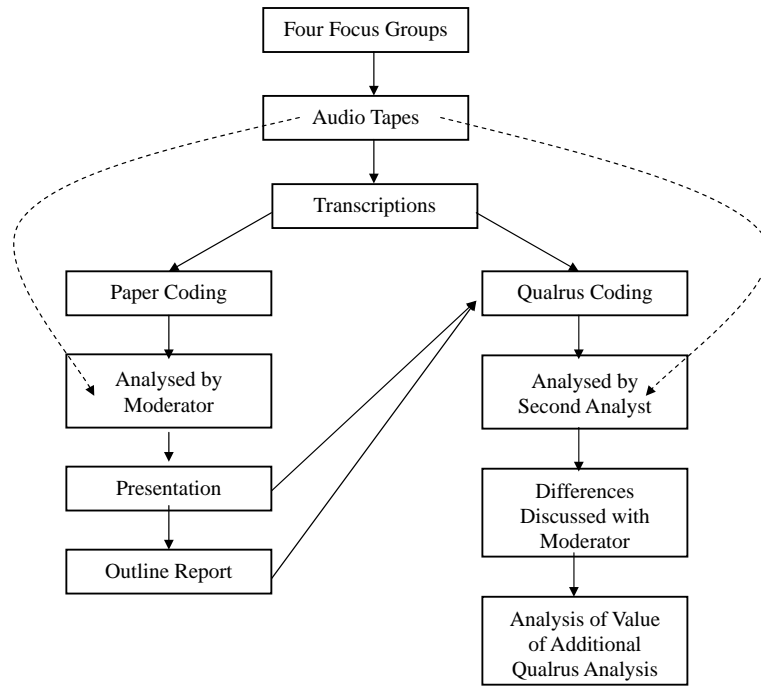 Four Focus Groups
Audio Tapes
Transcriptions
Paper Coding
Qualrus Coding
Analysed by
Moderator
Analysed by
Second Analyst
Presentation
Differences
Discussed with
Moderator
Outline Report
Analysis of Value
of Additional
Qualrus Analysis